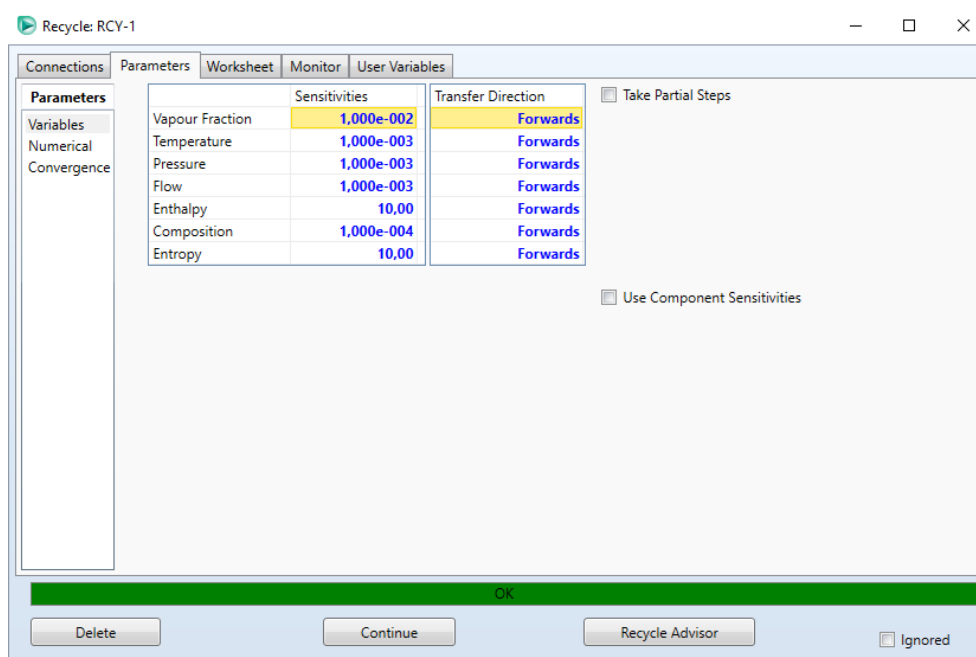 Recycle: RCY-1
Connections Parameters Worksheet Monitor User Variables
Parameters
Variables
Numerical
Convergence
Sensitivities Transfer Direction
Vapour Fraction 1,000e-002 Forwards
Temperature 1,000e-003 Forwards
Pressure 1,000e-003 Forwards
Flow 1,000e-003 Forwards
Enthalpy 10,00 Forwards
Composition 1,000e-004 Forwards
Entropy 10,00 Forwards
Take Partial Steps
Use Component Sensitivities
OK
Delete Continue Recycle Advisor Ignored